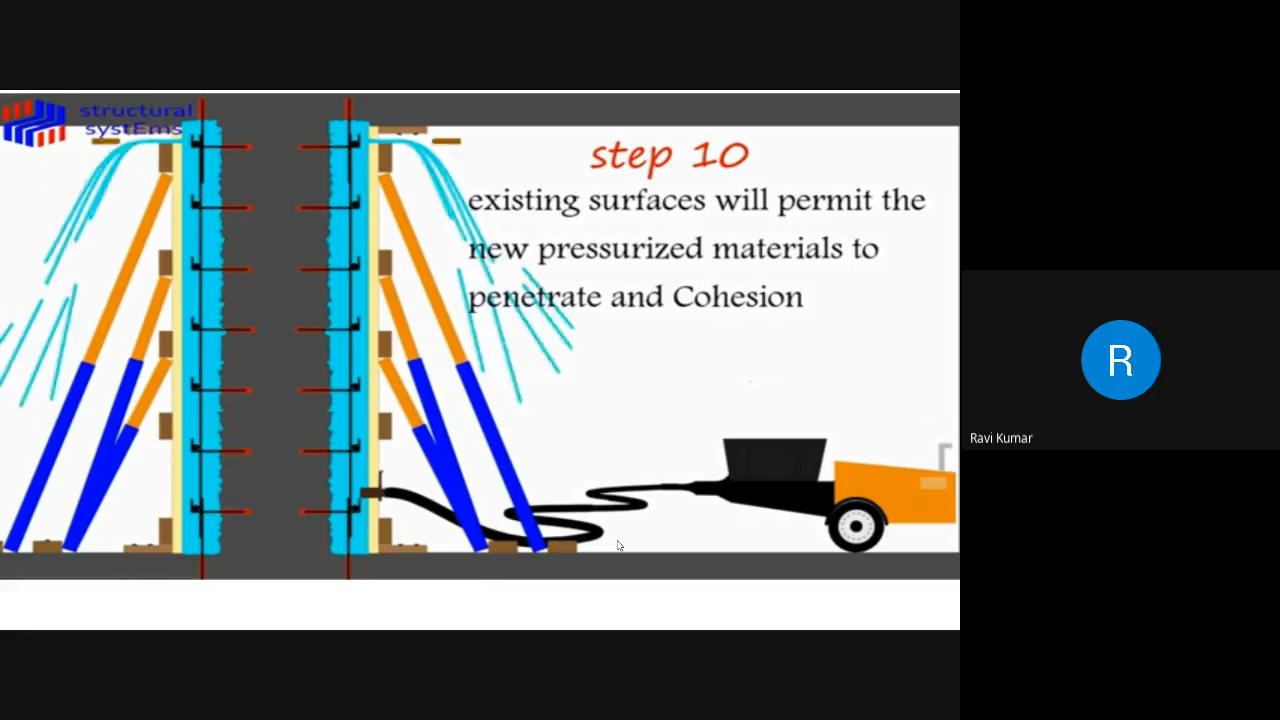 structural
systEms
step 10
existing surfaces will permit the
new pressurized materials to
penetrate and Cohesion
R
Ravi Kumar